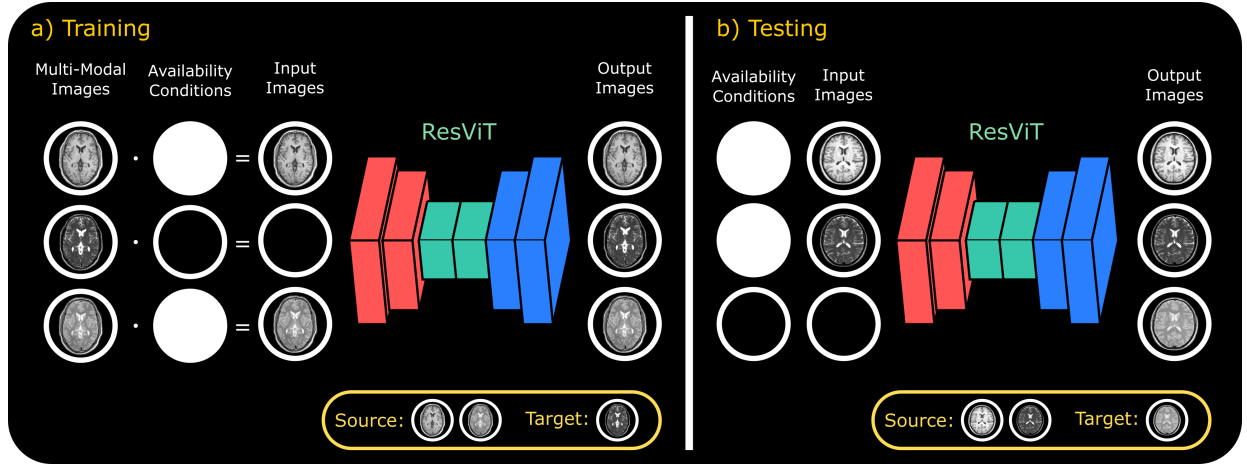 a) Training
Multi-Modal
Images
Availability
Conditions
Input
Images
Output
Images
ResViT
· =
· =
· =
Source:
Target:
b) Testing
Availability
Conditions
Input
Images
Output
Images
ResViT
Source:
Target: